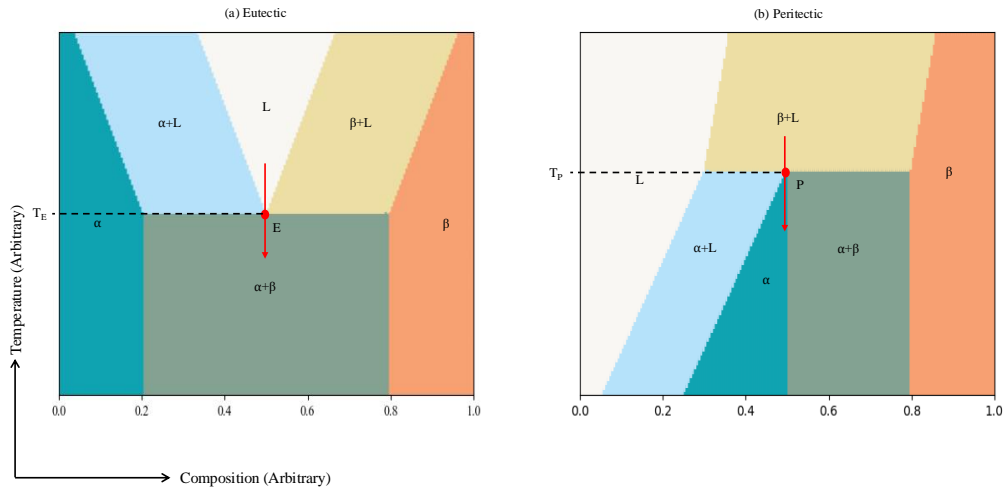 (a) Eutectic
(b) Peritectic
L
α+L
β+L
T_E
α
E
β
α+β
0.0 0.2 0.4 0.6 0.8 1.0
β+L
T_P
L
P
β
α+L
α+β
α
0.0 0.2 0.4 0.6 0.8 1.0
Temperature (Arbitrary)
Composition (Arbitrary)